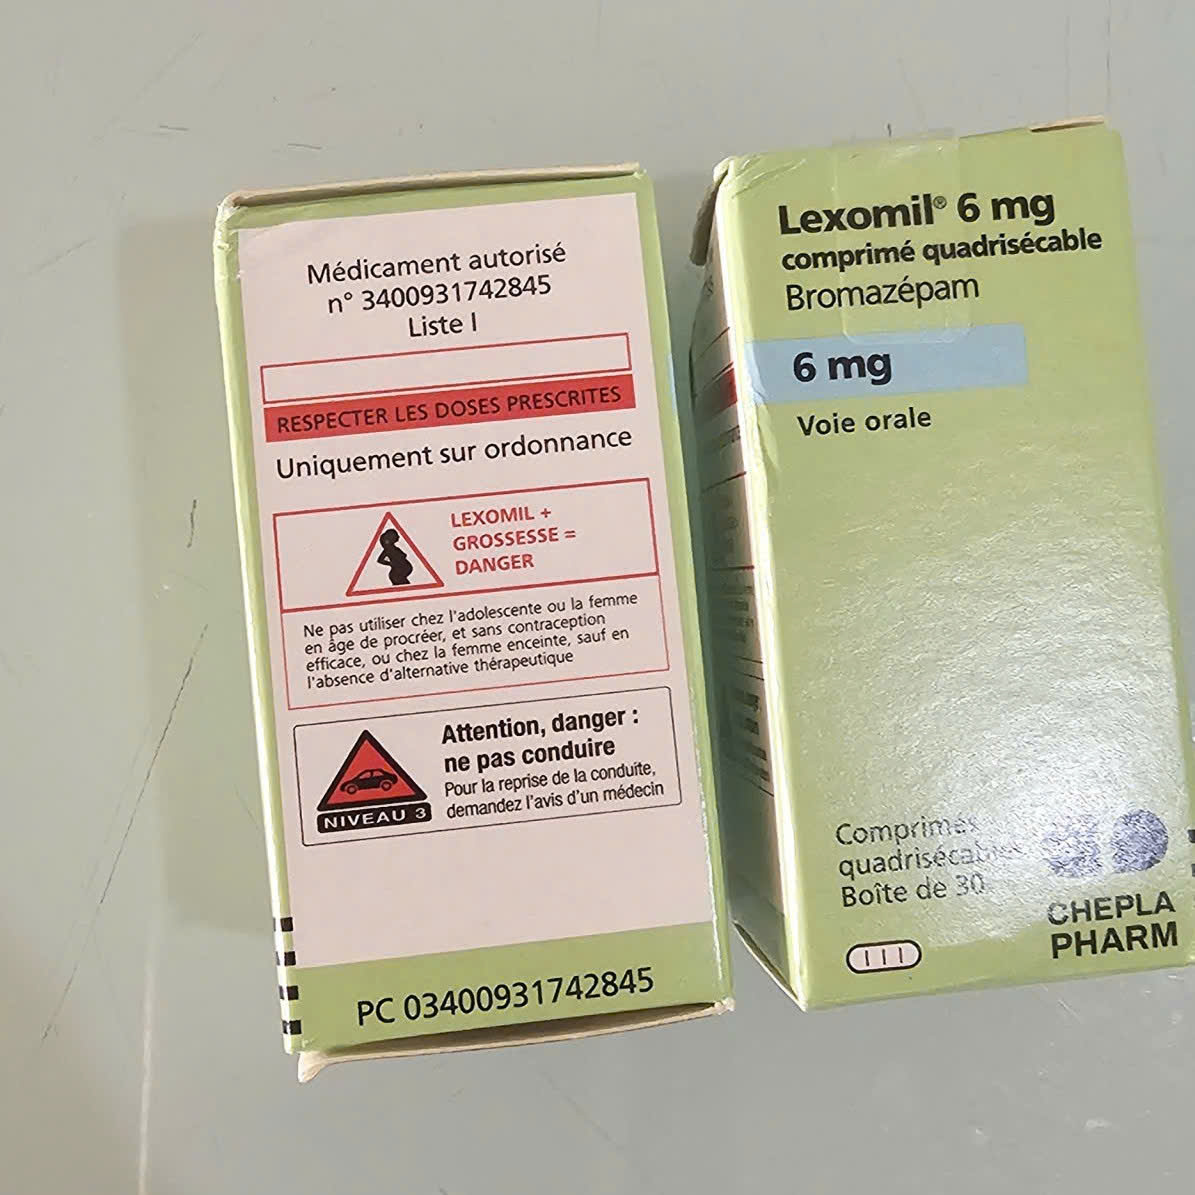 Médicament autorisé
n° 3400931742845
Liste I
RESPECTER LES DOSES PRESCRITES
Uniquement sur ordonnance
LEXOMIL +
GROSSESSE =
DANGER
Ne pas utiliser chez l'adolescente ou la femme
en âge de procréer, et sans contraception
efficace, ou chez la femme enceinte, sauf en
l'absence d'alternative thérapeutique
Attention, danger :
ne pas conduire
Pour la reprise de la conduite,
demandez l'avis d'un médecin
NIVEAU 3
PC 03400931742845
Lexomil® 6 mg
comprimé quadrisécable
Bromazépam
6 mg
Voie orale
Comprimés
quadrisécables
Boîte de 30
CHEPLA
PHARM